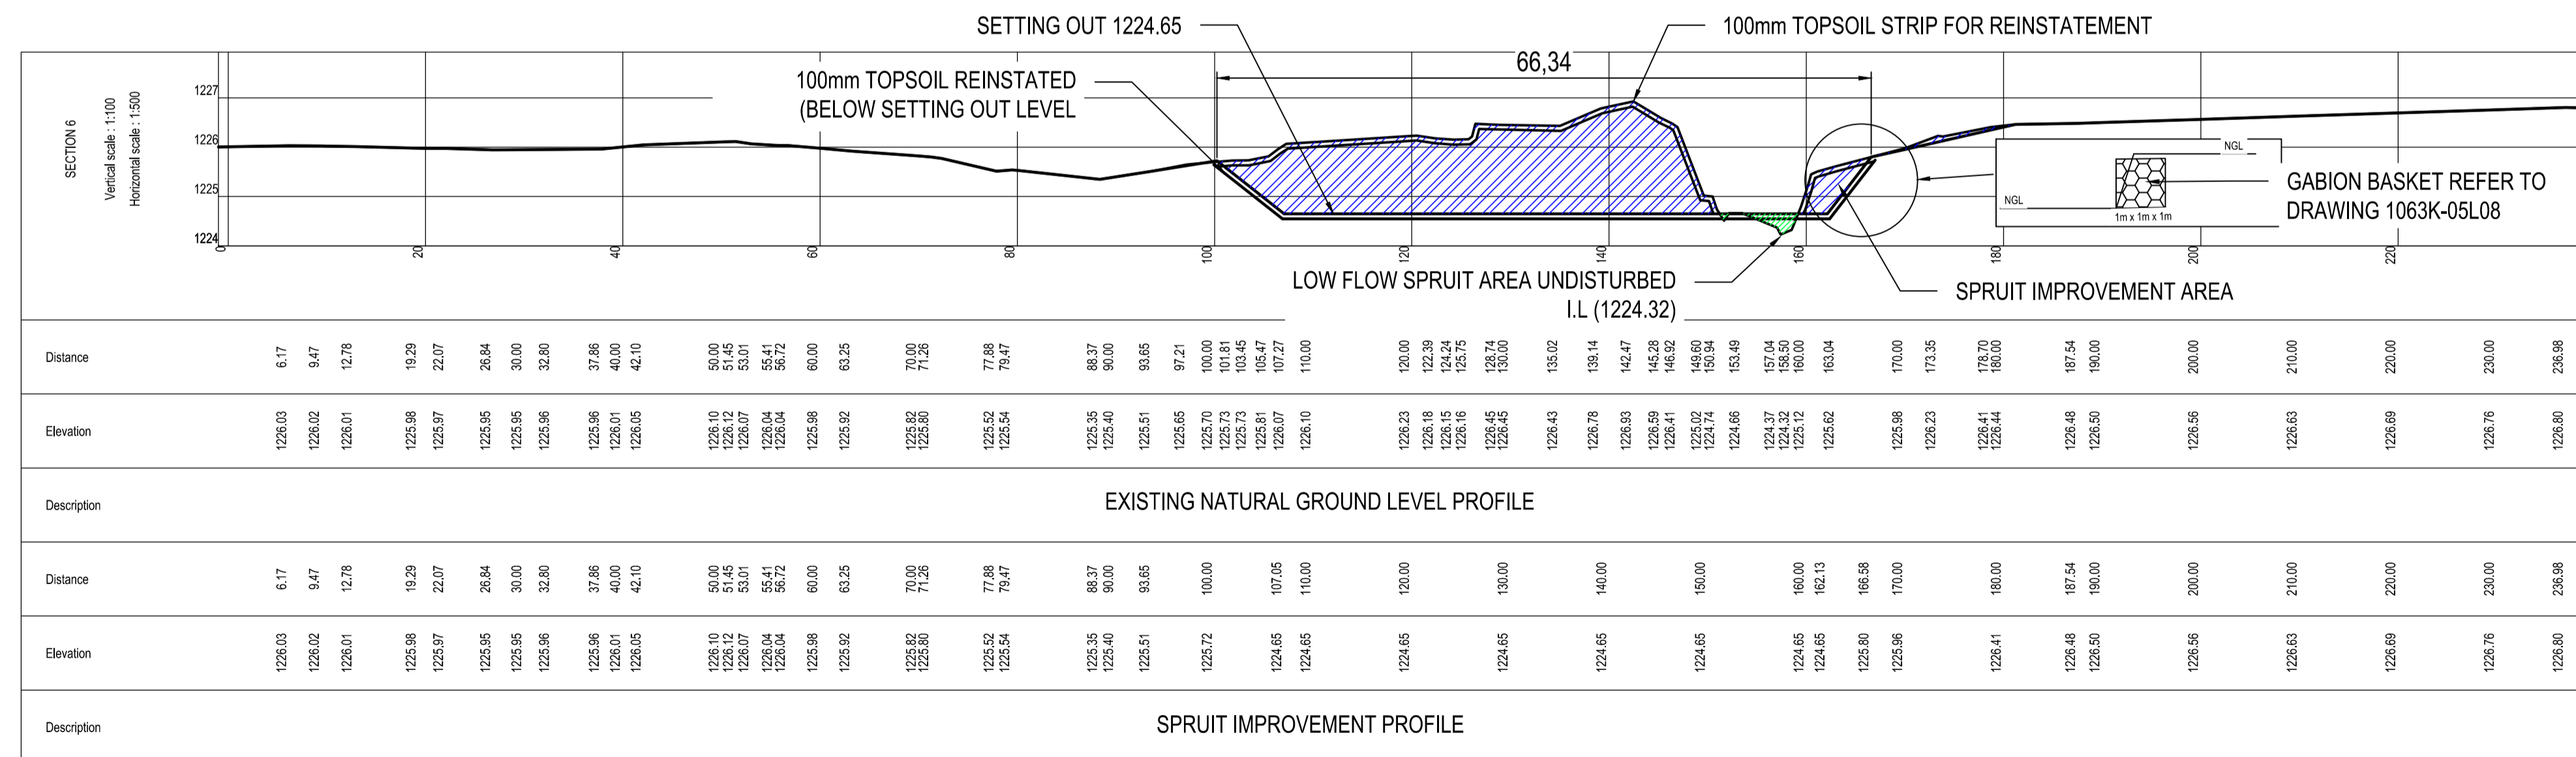 SETTING OUT 1224.65
100mm TOPSOIL STRIP FOR REINSTATEMENT
66,34
100mm TOPSOIL REINSTATED
(BELOW SETTING OUT LEVEL
SECTION 6
Vertical scale : 1:100
Horizontal scale : 1:500
1227
1226
1225
1224
NGL
NGL
1m x 1m x 1m
GABION BASKET REFER TO
DRAWING 1063K-05L08
0 20 40 60 80 100 120 140 160 180 200 220
LOW FLOW SPRUIT AREA UNDISTURBED
I.L (1224.32)
SPRUIT IMPROVEMENT AREA
Distance 6.17 9.47 12.78 19.29 22.07 26.84 30.00 32.80 37.86 40.00 42.10 50.00 51.45 53.01 55.41 56.72 60.00 63.25 70.00 71.26 77.88 79.47 88.37 90.00 93.65 97.21 100.00 101.81 103.45 105.47 107.27 110.00 120.00 122.39 124.24 125.75 128.74 130.00 135.02 139.14 142.47 145.28 146.92 149.60 150.94 153.49 157.04 158.50 160.00 163.04 170.00 173.35 178.70 180.00 187.54 190.00 200.00 210.00 220.00 230.00 236.98
Elevation 1226.03 1226.02 1226.01 1225.98 1225.97 1225.95 1225.95 1225.96 1225.96 1226.01 1226.05 1226.10 1226.12 1226.07 1226.04 1226.04 1225.98 1225.92 1225.82 1225.80 1225.52 1225.54 1225.35 1225.40 1225.51 1225.65 1225.70 1225.73 1225.73 1225.81 1226.07 1226.10 1226.23 1226.18 1226.15 1226.16 1226.45 1226.45 1226.43 1226.78 1226.93 1226.59 1226.41 1225.02 1224.74 1224.66 1224.37 1224.32 1225.12 1225.62 1225.98 1226.23 1226.41 1226.44 1226.48 1226.50 1226.56 1226.63 1226.69 1226.76 1226.80
Description EXISTING NATURAL GROUND LEVEL PROFILE
Distance 6.17 9.47 12.78 19.29 22.07 26.84 30.00 32.80 37.86 40.00 42.10 50.00 51.45 53.01 55.41 56.72 60.00 63.25 70.00 71.26 77.88 79.47 88.37 90.00 93.65 100.00 107.05 110.00 120.00 130.00 140.00 150.00 160.00 162.13 166.58 170.00 180.00 187.54 190.00 200.00 210.00 220.00 230.00 236.98
Elevation 1226.03 1226.02 1226.01 1225.98 1225.97 1225.95 1225.95 1225.96 1225.96 1226.01 1226.05 1226.10 1226.12 1226.07 1226.04 1226.04 1225.98 1225.92 1225.82 1225.80 1225.52 1225.54 1225.35 1225.40 1225.51 1225.72 1224.65 1224.65 1224.65 1224.65 1224.65 1224.65 1224.65 1224.65 1225.80 1225.96 1226.41 1226.48 1226.50 1226.56 1226.63 1226.69 1226.76 1226.80
Description SPRUIT IMPROVEMENT PROFILE